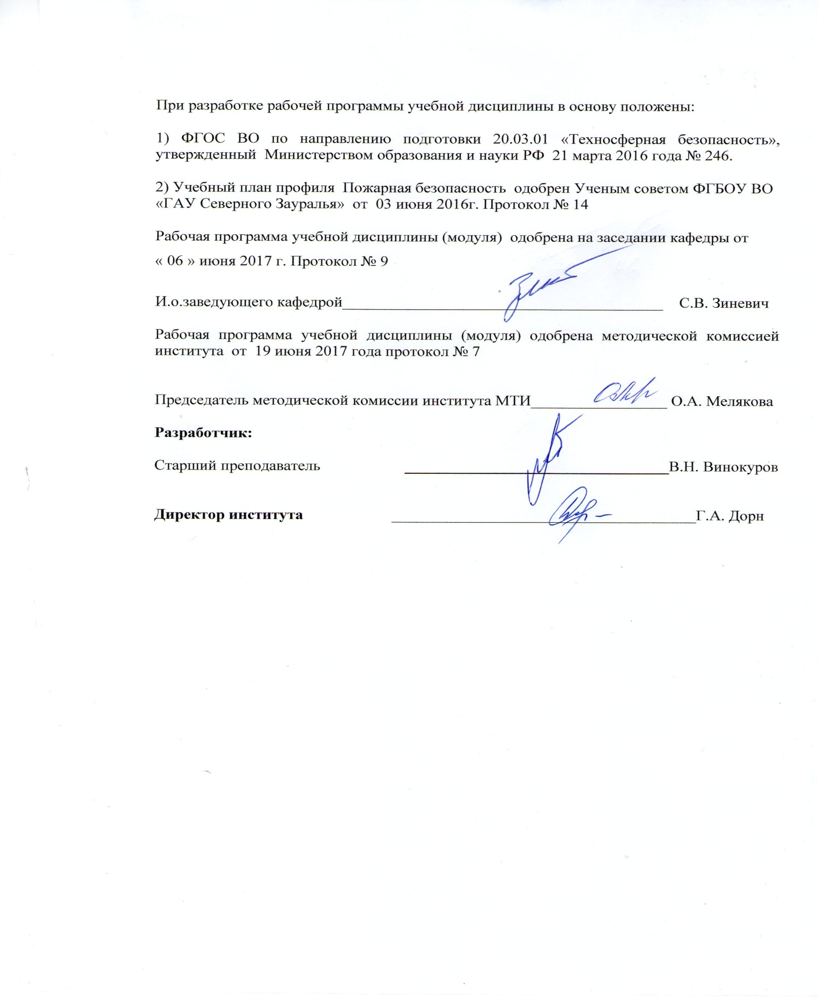 При разработке рабочей программы учебной дисциплины в основу положены:
1) ФГОС ВО по направлению подготовки 20.03.01 «Техносферная безопасность»,
утвержденный Министерством образования и науки РФ 21 марта 2016 года № 246.
2) Учебный план профиля Пожарная безопасность одобрен Ученым советом ФГБОУ ВО
«ГАУ Северного Зауралья» от 03 июня 2016г. Протокол № 14
Рабочая программа учебной дисциплины (модуля) одобрена на заседании кафедры от
« 06 » июня 2017 г. Протокол № 9
И.о.заведующего кафедрой С.В. Зиневич
Рабочая программа учебной дисциплины (модуля) одобрена методической комиссией
института от 19 июня 2017 года протокол № 7
Председатель методической комиссии института МТИ О.А. Мелякова
Разработчик:
Старший преподаватель В.Н. Винокуров
Директор института Г.А. Дорн